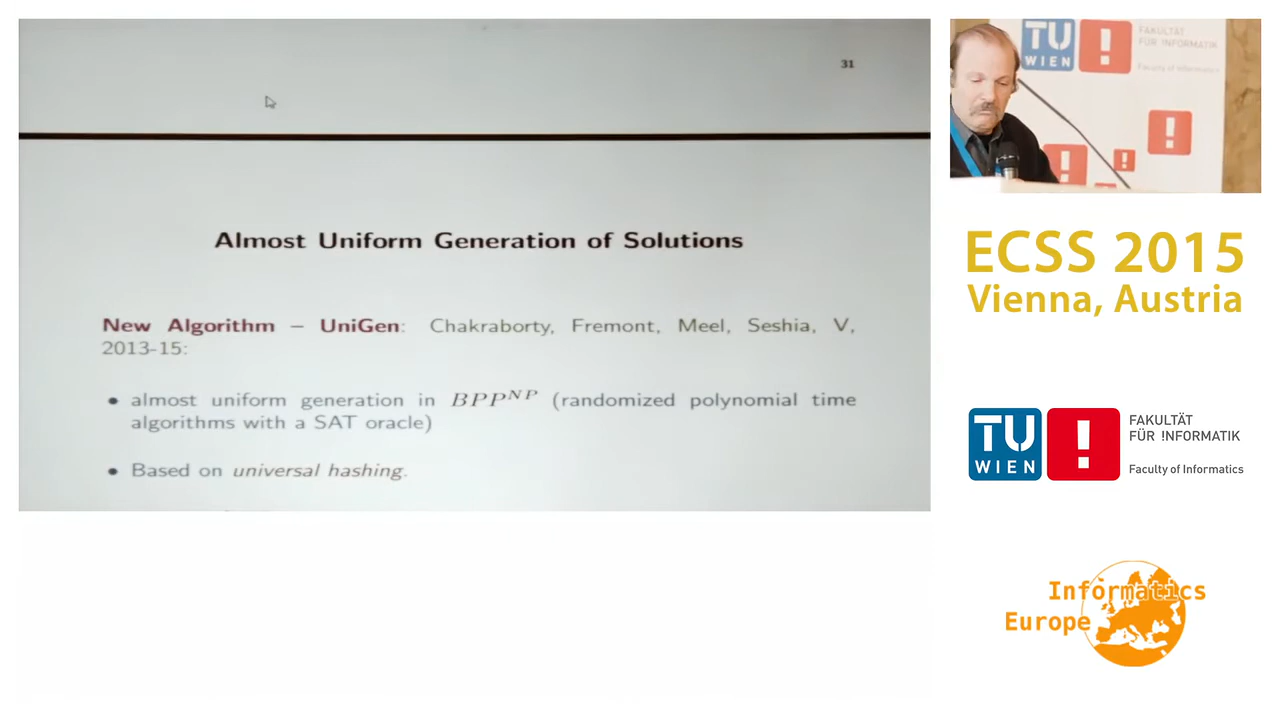 31
Almost Uniform Generation of Solutions
New Algorithm – UniGen: Chakraborty, Fremont, Meel, Seshia, V,
2013-15:
• almost uniform generation in BPP^NP (randomized polynomial time
algorithms with a SAT oracle)
• Based on universal hashing.
TU
WIEN
!
FAKULTÄT
FÜR !NFORMATIK
Faculty of Informatics
!
!
!
ECSS 2015
Vienna, Austria
TU
WIEN
!
FAKULTÄT
FÜR !NFORMATIK
Faculty of Informatics
Informatics
Europe